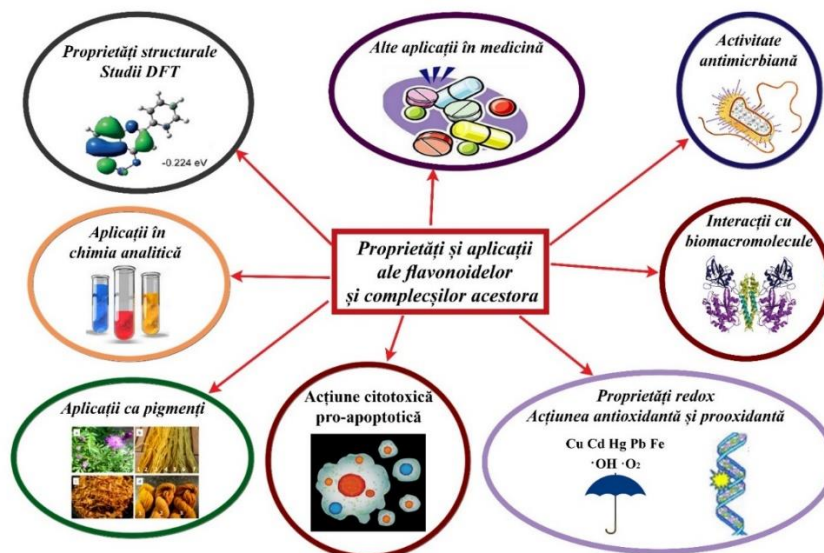 Proprietăți structurale
Studii DFT
-0.224 eV
Alte aplicații în medicină
Activitate
antimicrbiană
Aplicații în
chimia analitică
Proprietăți și aplicații
ale flavonoidelor
și complecșilor acestora
Interacții cu
biomacromolecule
Aplicații ca pigmenți
Acțiune citotoxică
pro-apoptotică
Proprietăți redox
Acțiunea antioxidantă și prooxidantă
Cu Cd Hg Pb Fe
·OH ·O₂